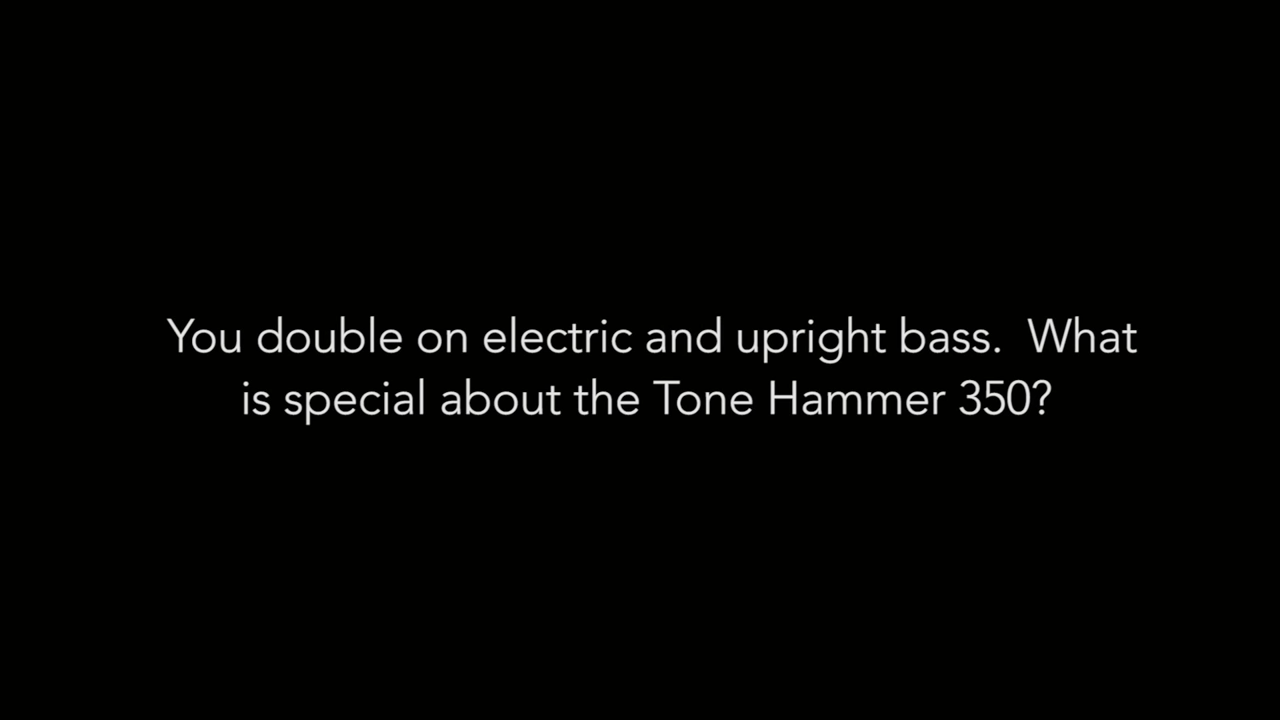 You double on electric and upright bass.  What
is special about the Tone Hammer 350?